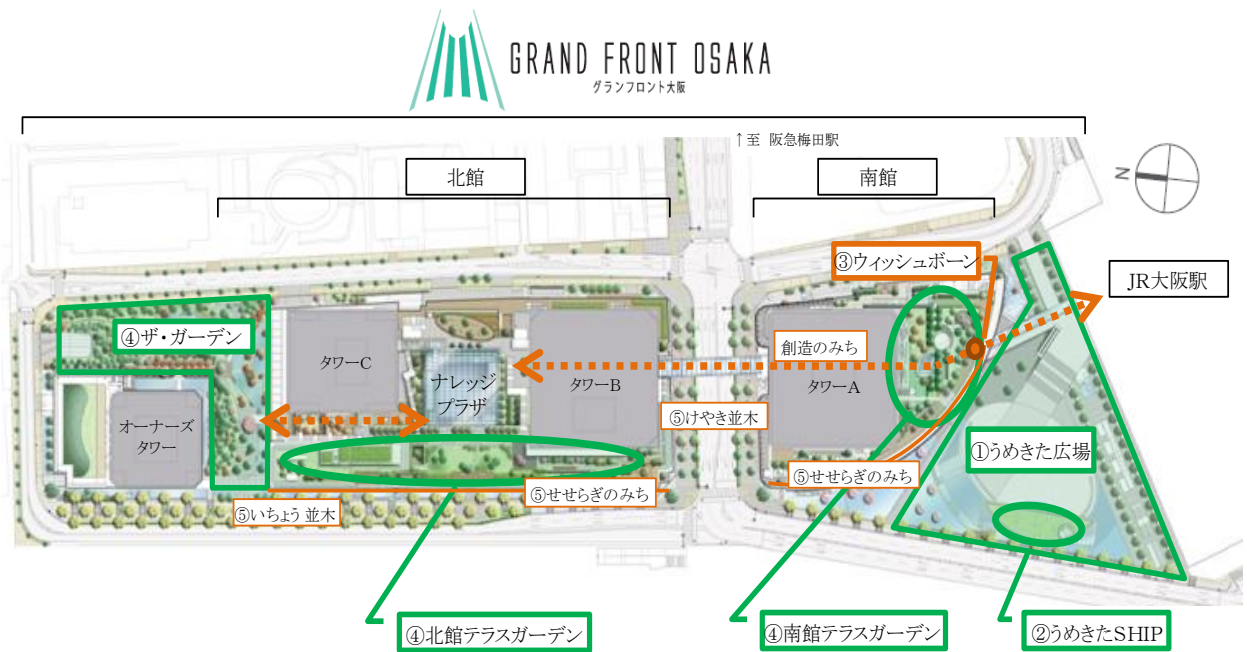 GRAND FRONT OSAKA
グランフロント大阪
↑至 阪急梅田駅
北館
南館
N
③ウィッシュボーン
JR大阪駅
④ザ・ガーデン
タワーC
ナレッジ
プラザ
タワーB
創造のみち
タワーA
オーナーズ
タワー
⑤けやき並木
①うめきた広場
⑤せせらぎのみち
⑤せせらぎのみち
⑤いちょう 並木
④北館テラスガーデン
④南館テラスガーデン
②うめきたSHIP